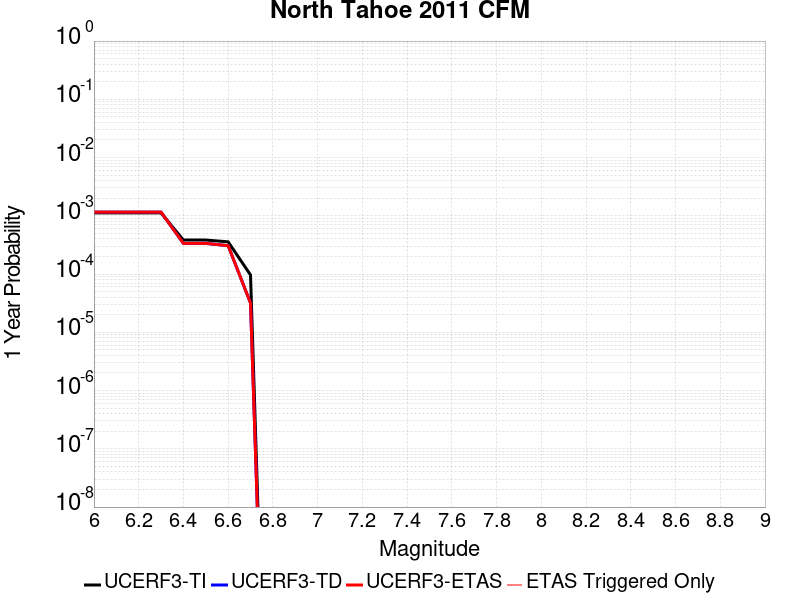 North Tahoe 2011 CFM
10^0
10^-1
10^-2
10^-3
10^-4
10^-5
10^-6
10^-7
10^-8
1 Year Probability
6 6.2 6.4 6.6 6.8 7 7.2 7.4 7.6 7.8 8 8.2 8.4 8.6 8.8 9
Magnitude
UCERF3-TI UCERF3-TD UCERF3-ETAS ETAS Triggered Only